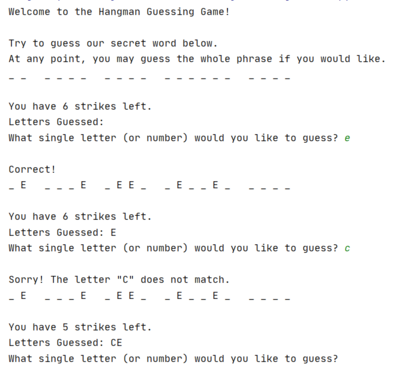 Welcome to the Hangman Guessing Game!
Try to guess our secret word below.
At any point, you may guess the whole phrase if you would like.
_ _   _ _ _ _   _ _ _ _   _ _ _ _ _ _   _ _ _ _
You have 6 strikes left.
Letters Guessed:
What single letter (or number) would you like to guess? e
Correct!
_ E   _ _ _ E   _ E E _   _ E _ _ E _   _ _ _ _
You have 6 strikes left.
Letters Guessed: E
What single letter (or number) would you like to guess? c
Sorry! The letter "C" does not match.
_ E   _ _ _ E   _ E E _   _ E _ _ E _   _ _ _ _
You have 5 strikes left.
Letters Guessed: CE
What single letter (or number) would you like to guess?